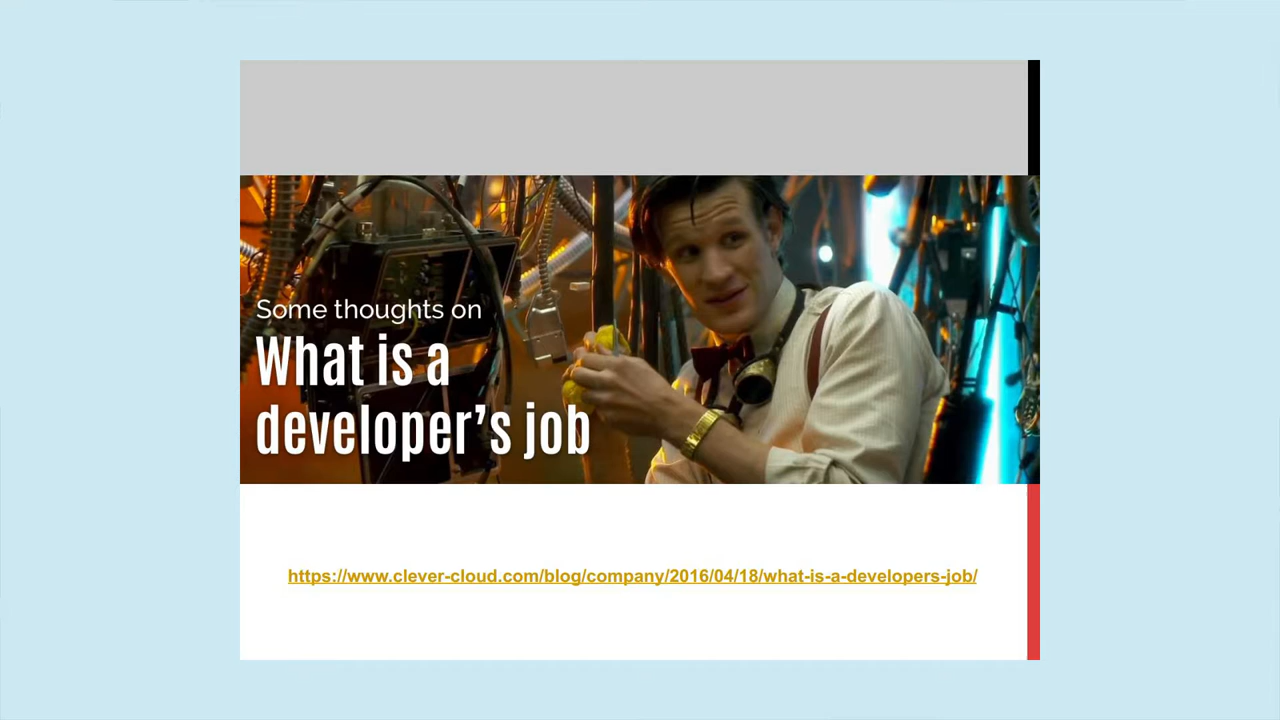 Some thoughts on
What is a
developer’s job
https://www.clever-cloud.com/blog/company/2016/04/18/what-is-a-developers-job/